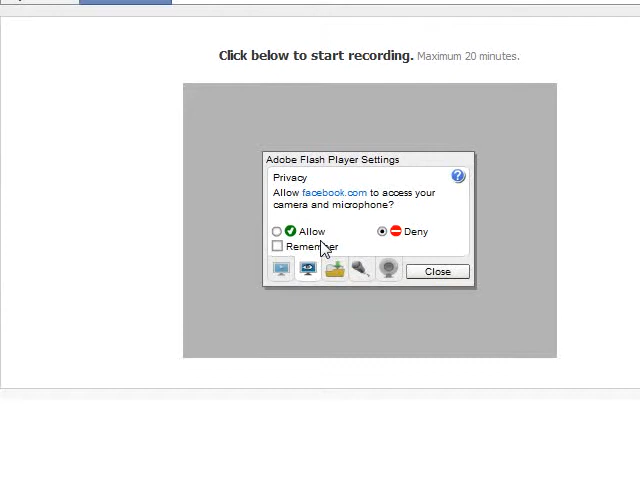 Click below to start recording. Maximum 20 minutes.
Adobe Flash Player Settings
Privacy
Allow facebook.com to access your
camera and microphone?
Allow
Deny
Remember
Close